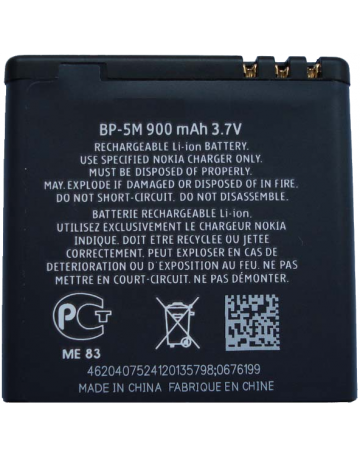 BP-5M 900 mAh 3.7V
RECHARGEABLE Li-ion BATTERY.
USE SPECIFIED NOKIA CHARGER ONLY.
MAY EXPLODE IF DAMAGED OR
DISPOSED OF IN FIRE. MUST BE RECYCLED
PROPERLY. DO NOT SHORT-CIRCUIT. DO NOT DISASSEMBLE.
BATTERIE RECHARGEABLE Li-ion.
UTILISEZ EXCLUSIVEMENT LE CHARGEUR NOKIA
INDIQUE. DOIT ETRE RECYCLEE OU JETEE
CORRECTEMENT. PEUT EXPLOSER EN CAS DE
DETERIORATION OU D'EXPOSITION AU FEU. NE PAS
METTRE EN COURT-CIRCUIT. NE PAS DÉMONTER.
ME 83
4620407524120135798;0676199
MADE IN CHINA FABRIQUE EN CHINE